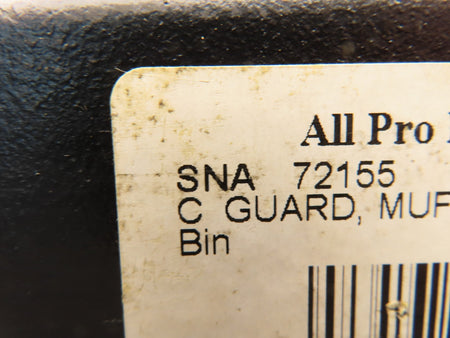 All Pro
SNA 72155
C GUARD, MUF
Bin